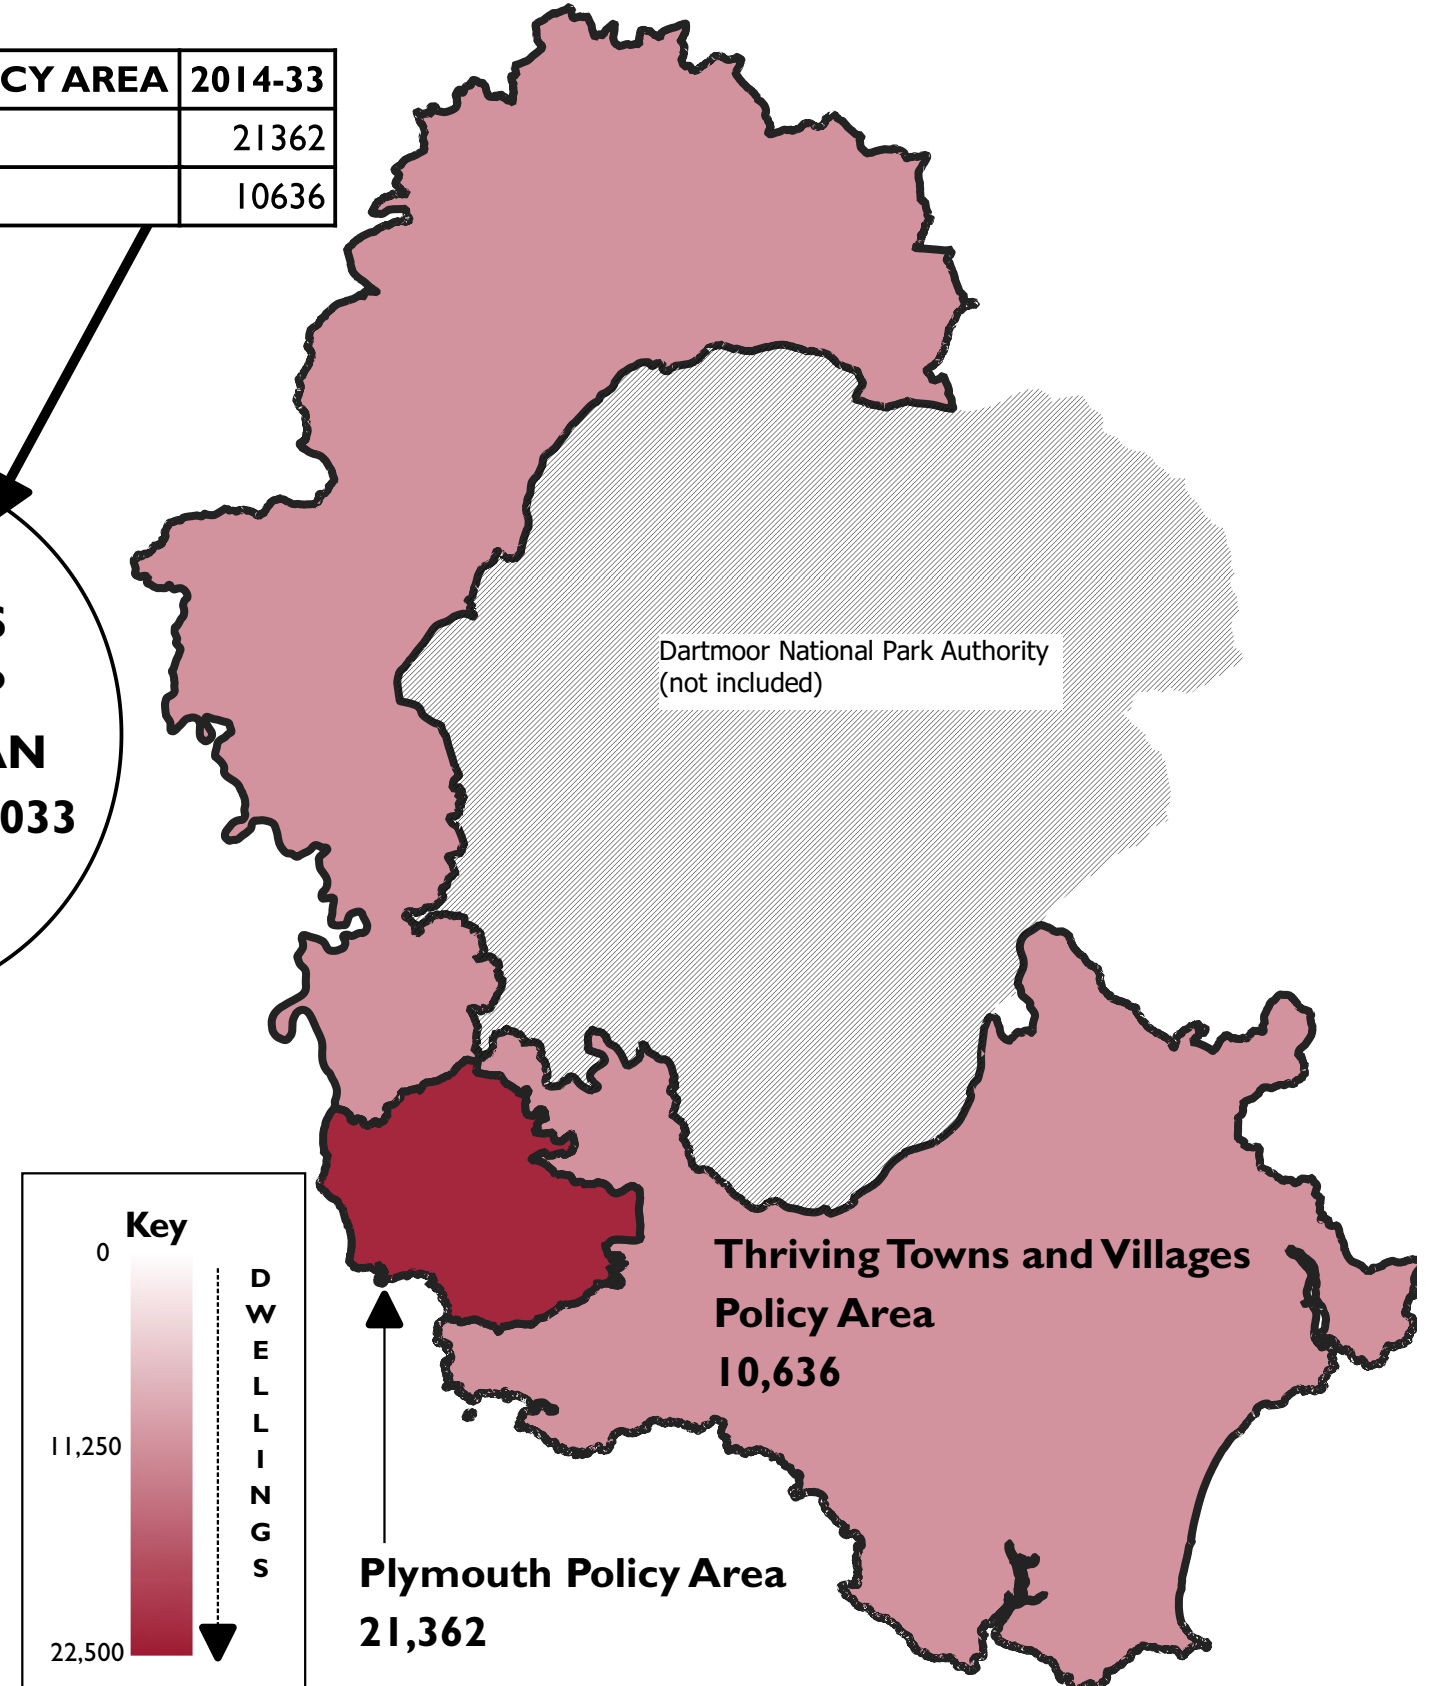 CY AREA 2014-33
21362
10636
S
AN
033
Dartmoor National Park Authority
(not included)
Key
0
11,250
22,500
DWELLINGS
Thriving Towns and Villages
Policy Area
10,636
Plymouth Policy Area
21,362